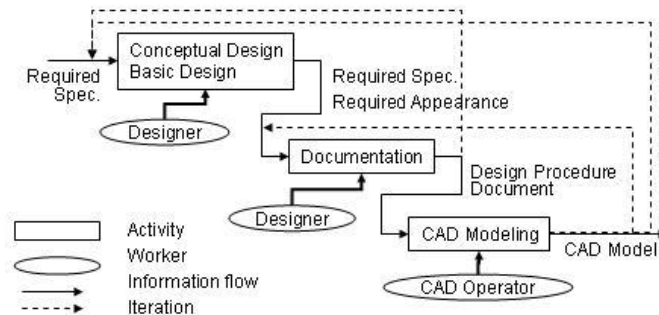 Conceptual Design
Basic Design
Required
Spec.
Required Spec.
Required Appearance
Designer
Documentation
Design Procedure
Document
Designer
CAD Modeling
CAD Model
CAD Operator
Activity
Worker
Information flow
Iteration